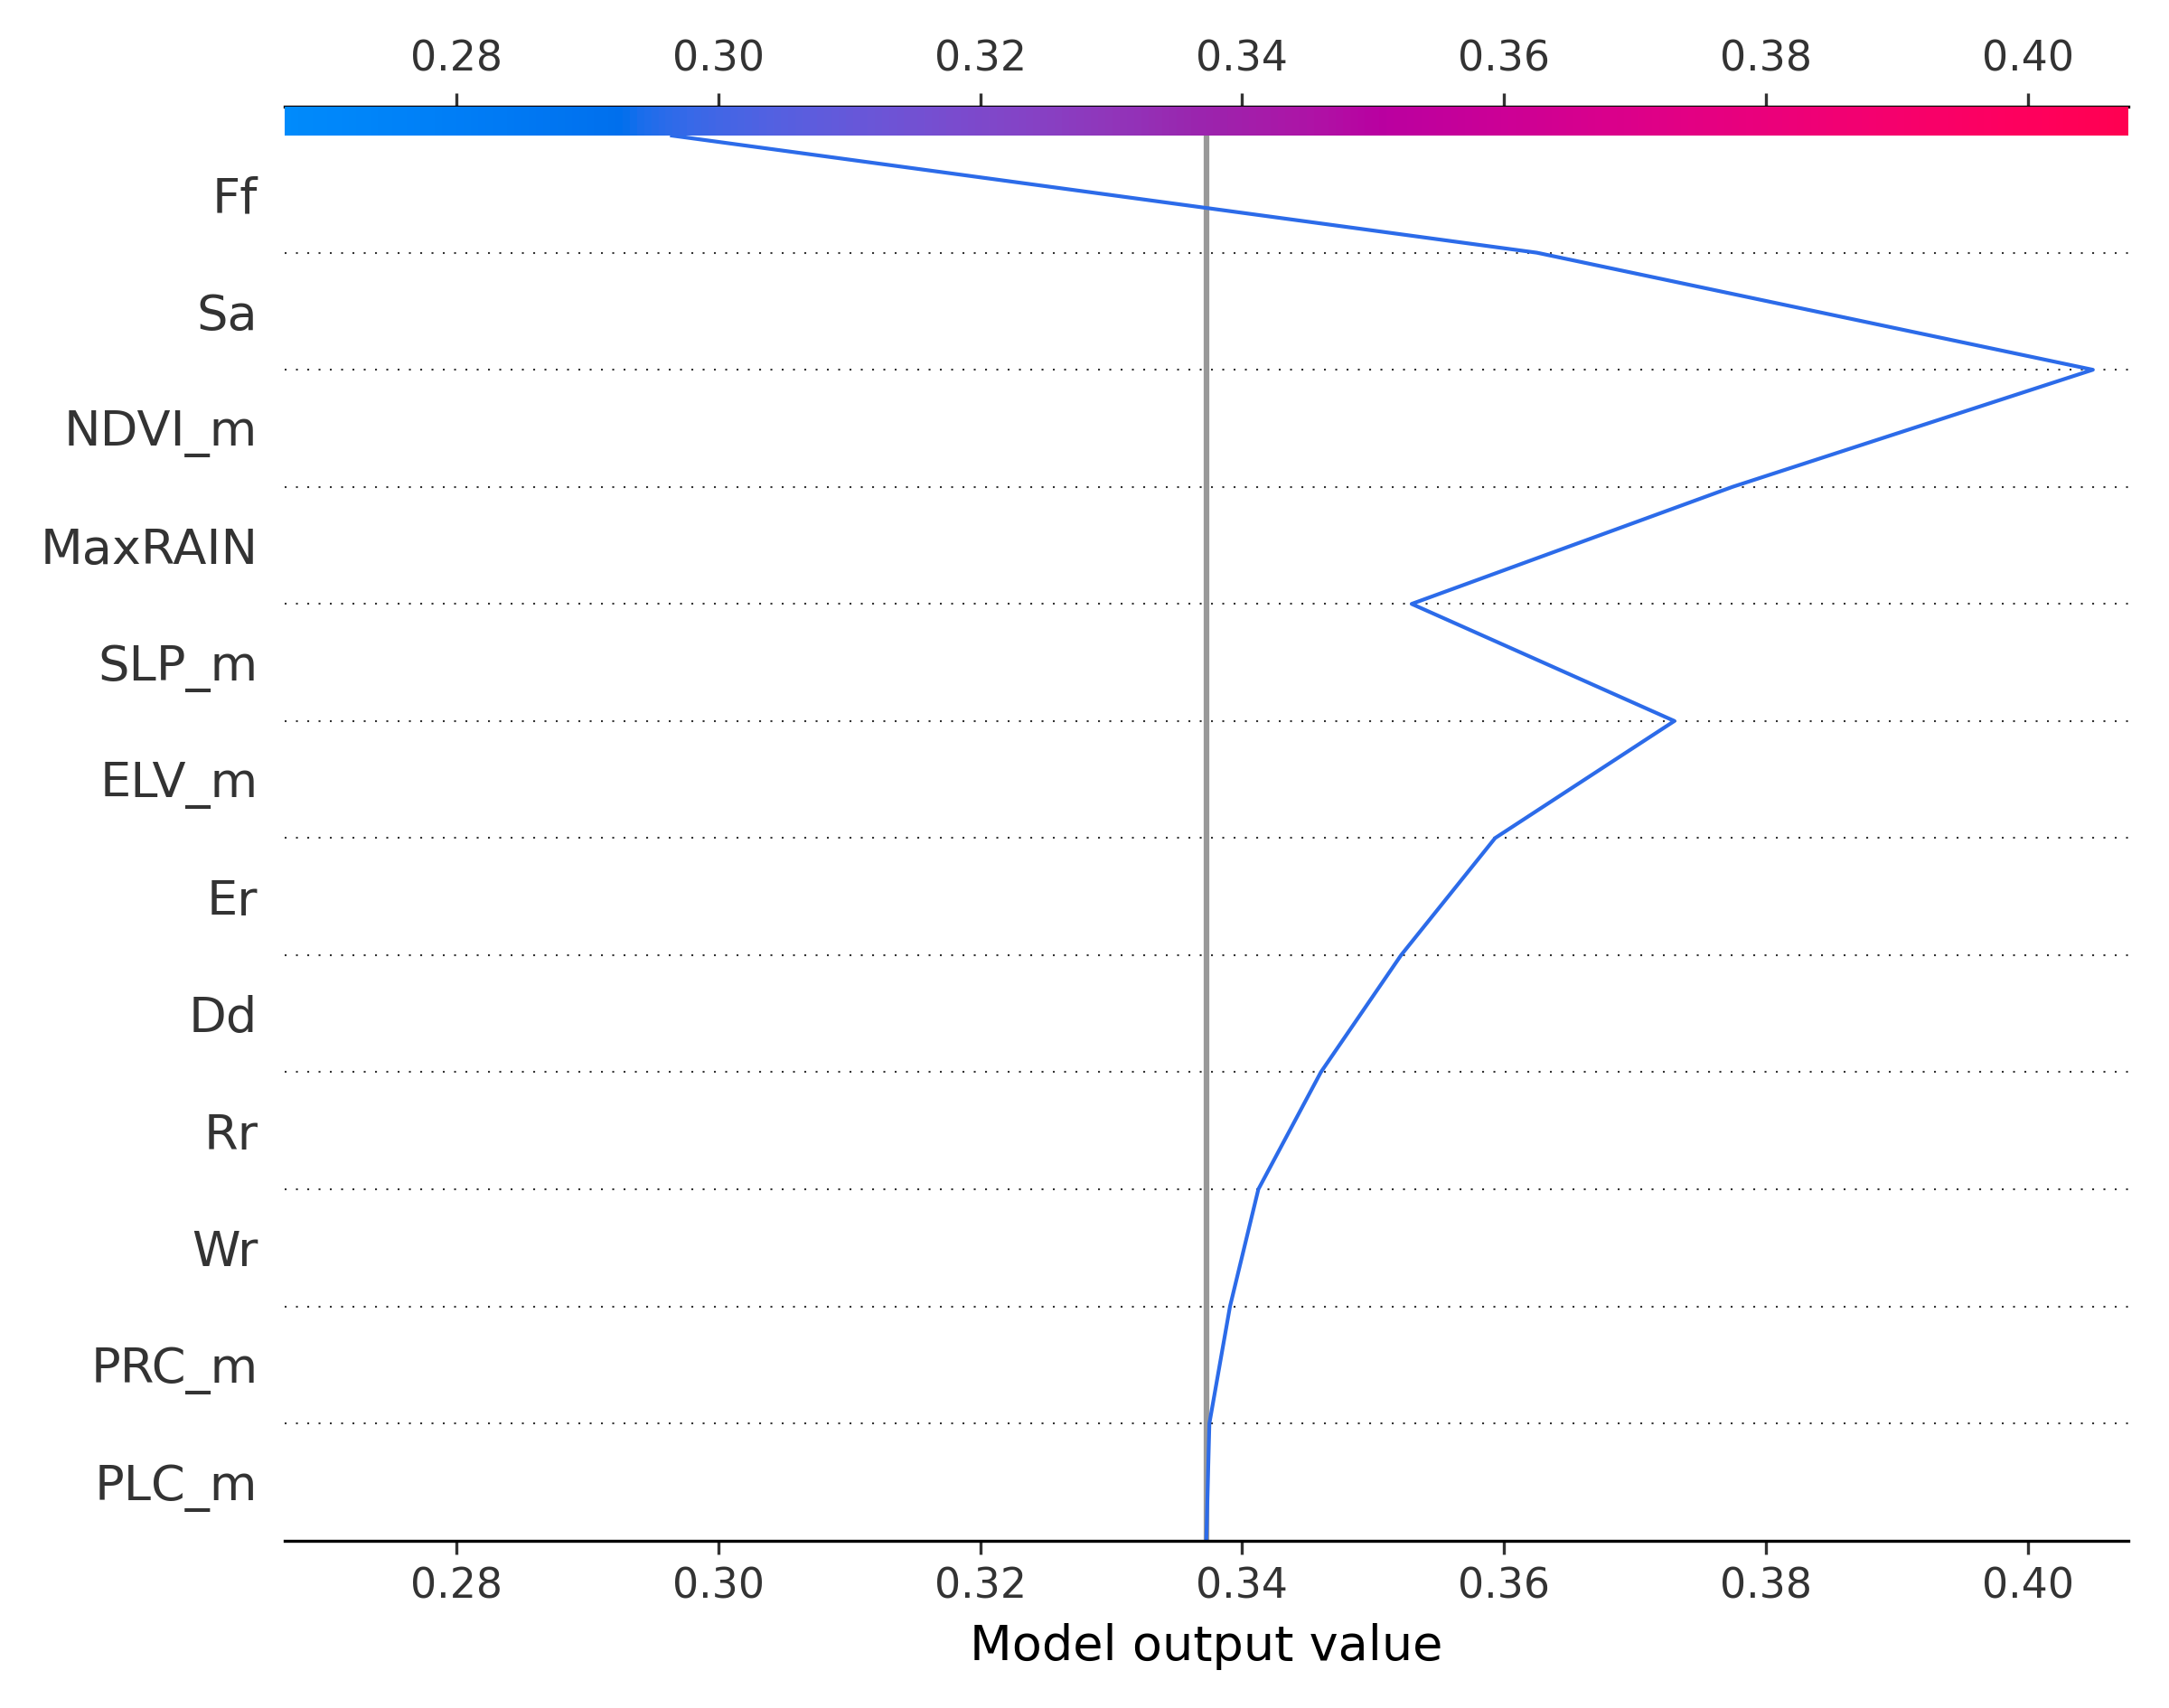 0.28 0.30 0.32 0.34 0.36 0.38 0.40
Ff
Sa
NDVI_m
MaxRAIN
SLP_m
ELV_m
Er
Dd
Rr
Wr
PRC_m
PLC_m
0.28 0.30 0.32 0.34 0.36 0.38 0.40
Model output value